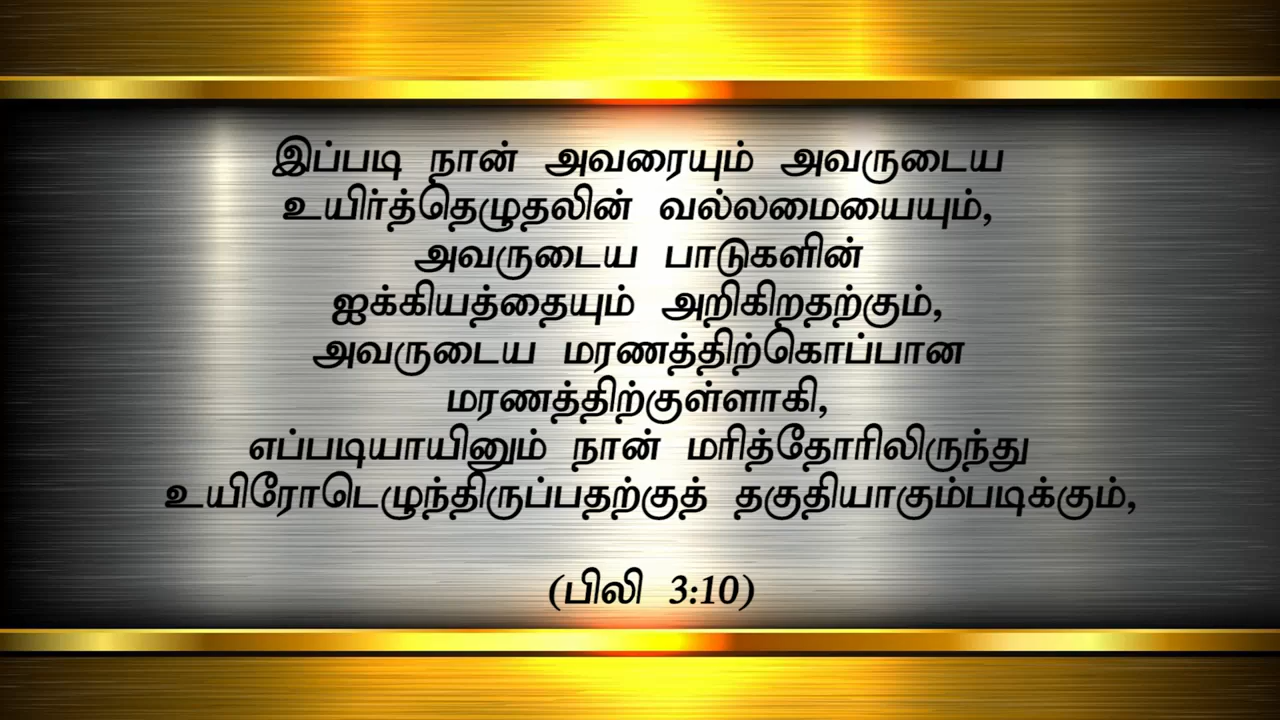 இப்படி நான் அவரையும் அவருடைய
உயிர்த்தெழுதலின் வல்லமையையும்,
அவருடைய பாடுகளின்
ஐக்கியத்தையும் அறிகிறதற்கும்,
அவருடைய மரணத்திற்கொப்பான
மரணத்திற்குள்ளாகி,
எப்படியாயினும் நான் மரித்தோரிலிருந்து
உயிரோடெழுந்திருப்பதற்குத் தகுதியாகும்படிக்கும்,
(பிலி 3:10)